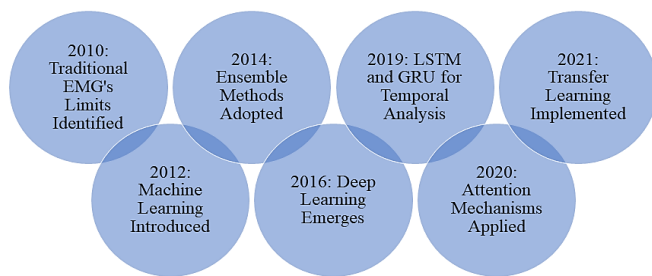 2010:
Traditional
EMG's
Limits
Identified
2012:
Machine
Learning
Introduced
2014:
Ensemble
Methods
Adopted
2016: Deep
Learning
Emerges
2019: LSTM
and GRU for
Temporal
Analysis
2020:
Attention
Mechanisms
Applied
2021:
Transfer
Learning
Implemented